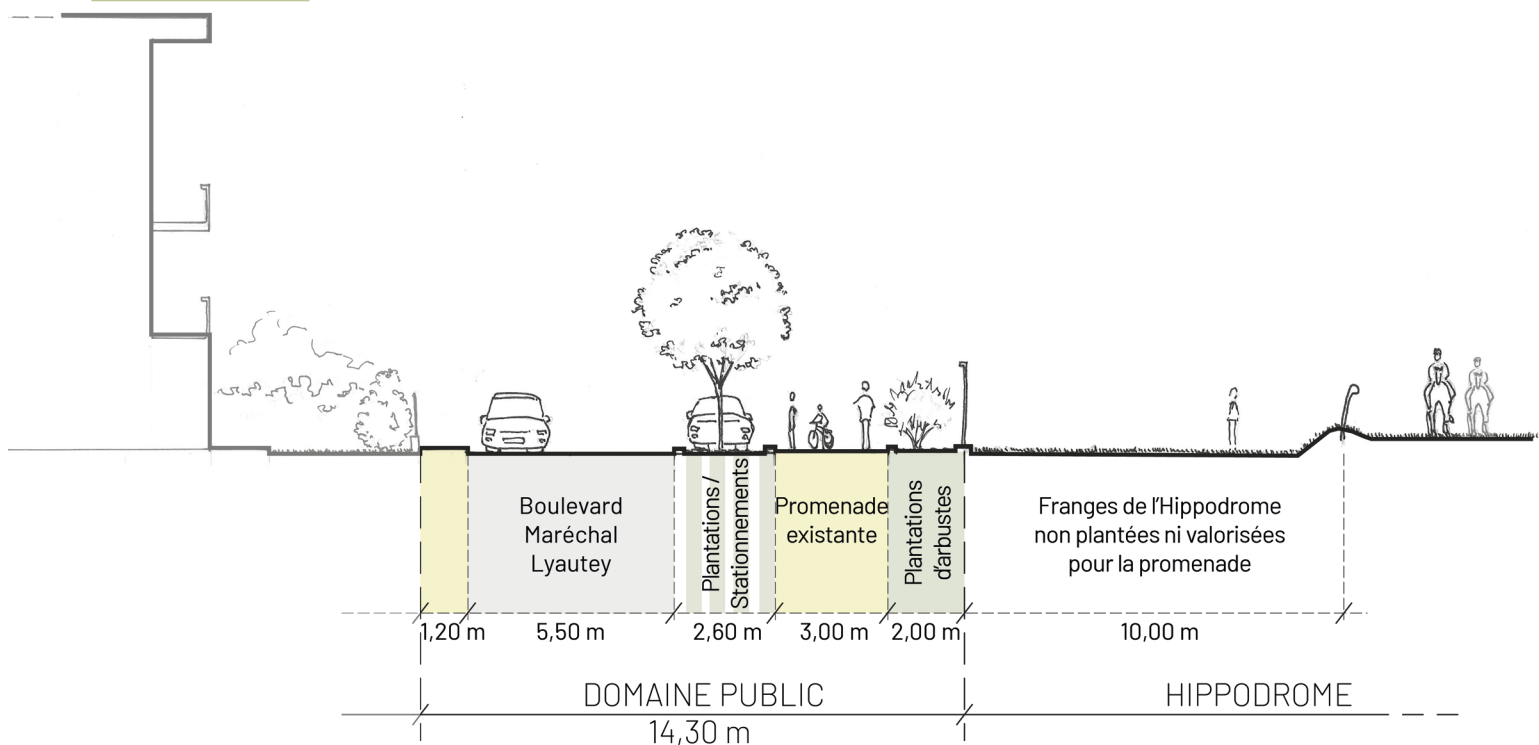 Boulevard
Maréchal
Lyautey
Plantations /
Stationnements
Promenade
existante
Plantations
d'arbustes
Franges de l'Hippodrome
non plantées ni valorisées
pour la promenade
1,20 m
5,50 m
2,60 m
3,00 m
2,00 m
10,00 m
DOMAINE PUBLIC
HIPPODROME
14,30 m